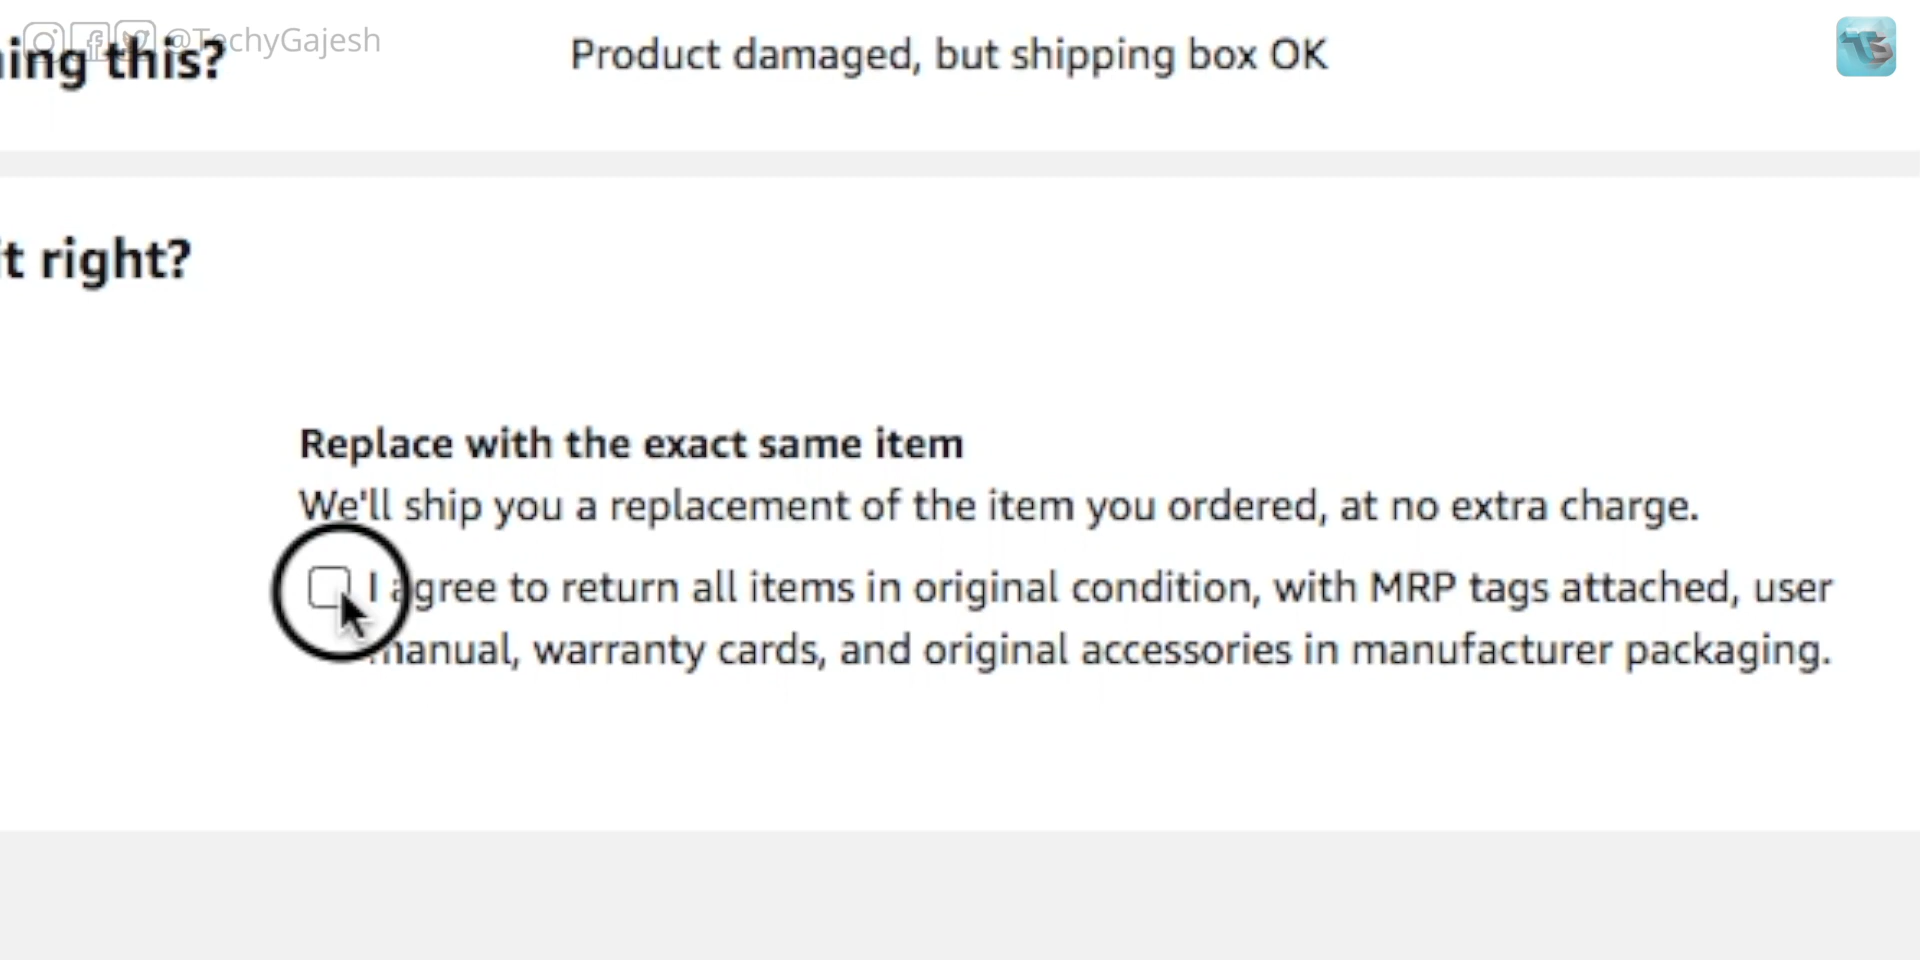 @TechyGajesh
ing this?
Product damaged, but shipping box OK
t right?
Replace with the exact same item
We'll ship you a replacement of the item you ordered, at no extra charge.
I agree to return all items in original condition, with MRP tags attached, user
manual, warranty cards, and original accessories in manufacturer packaging.